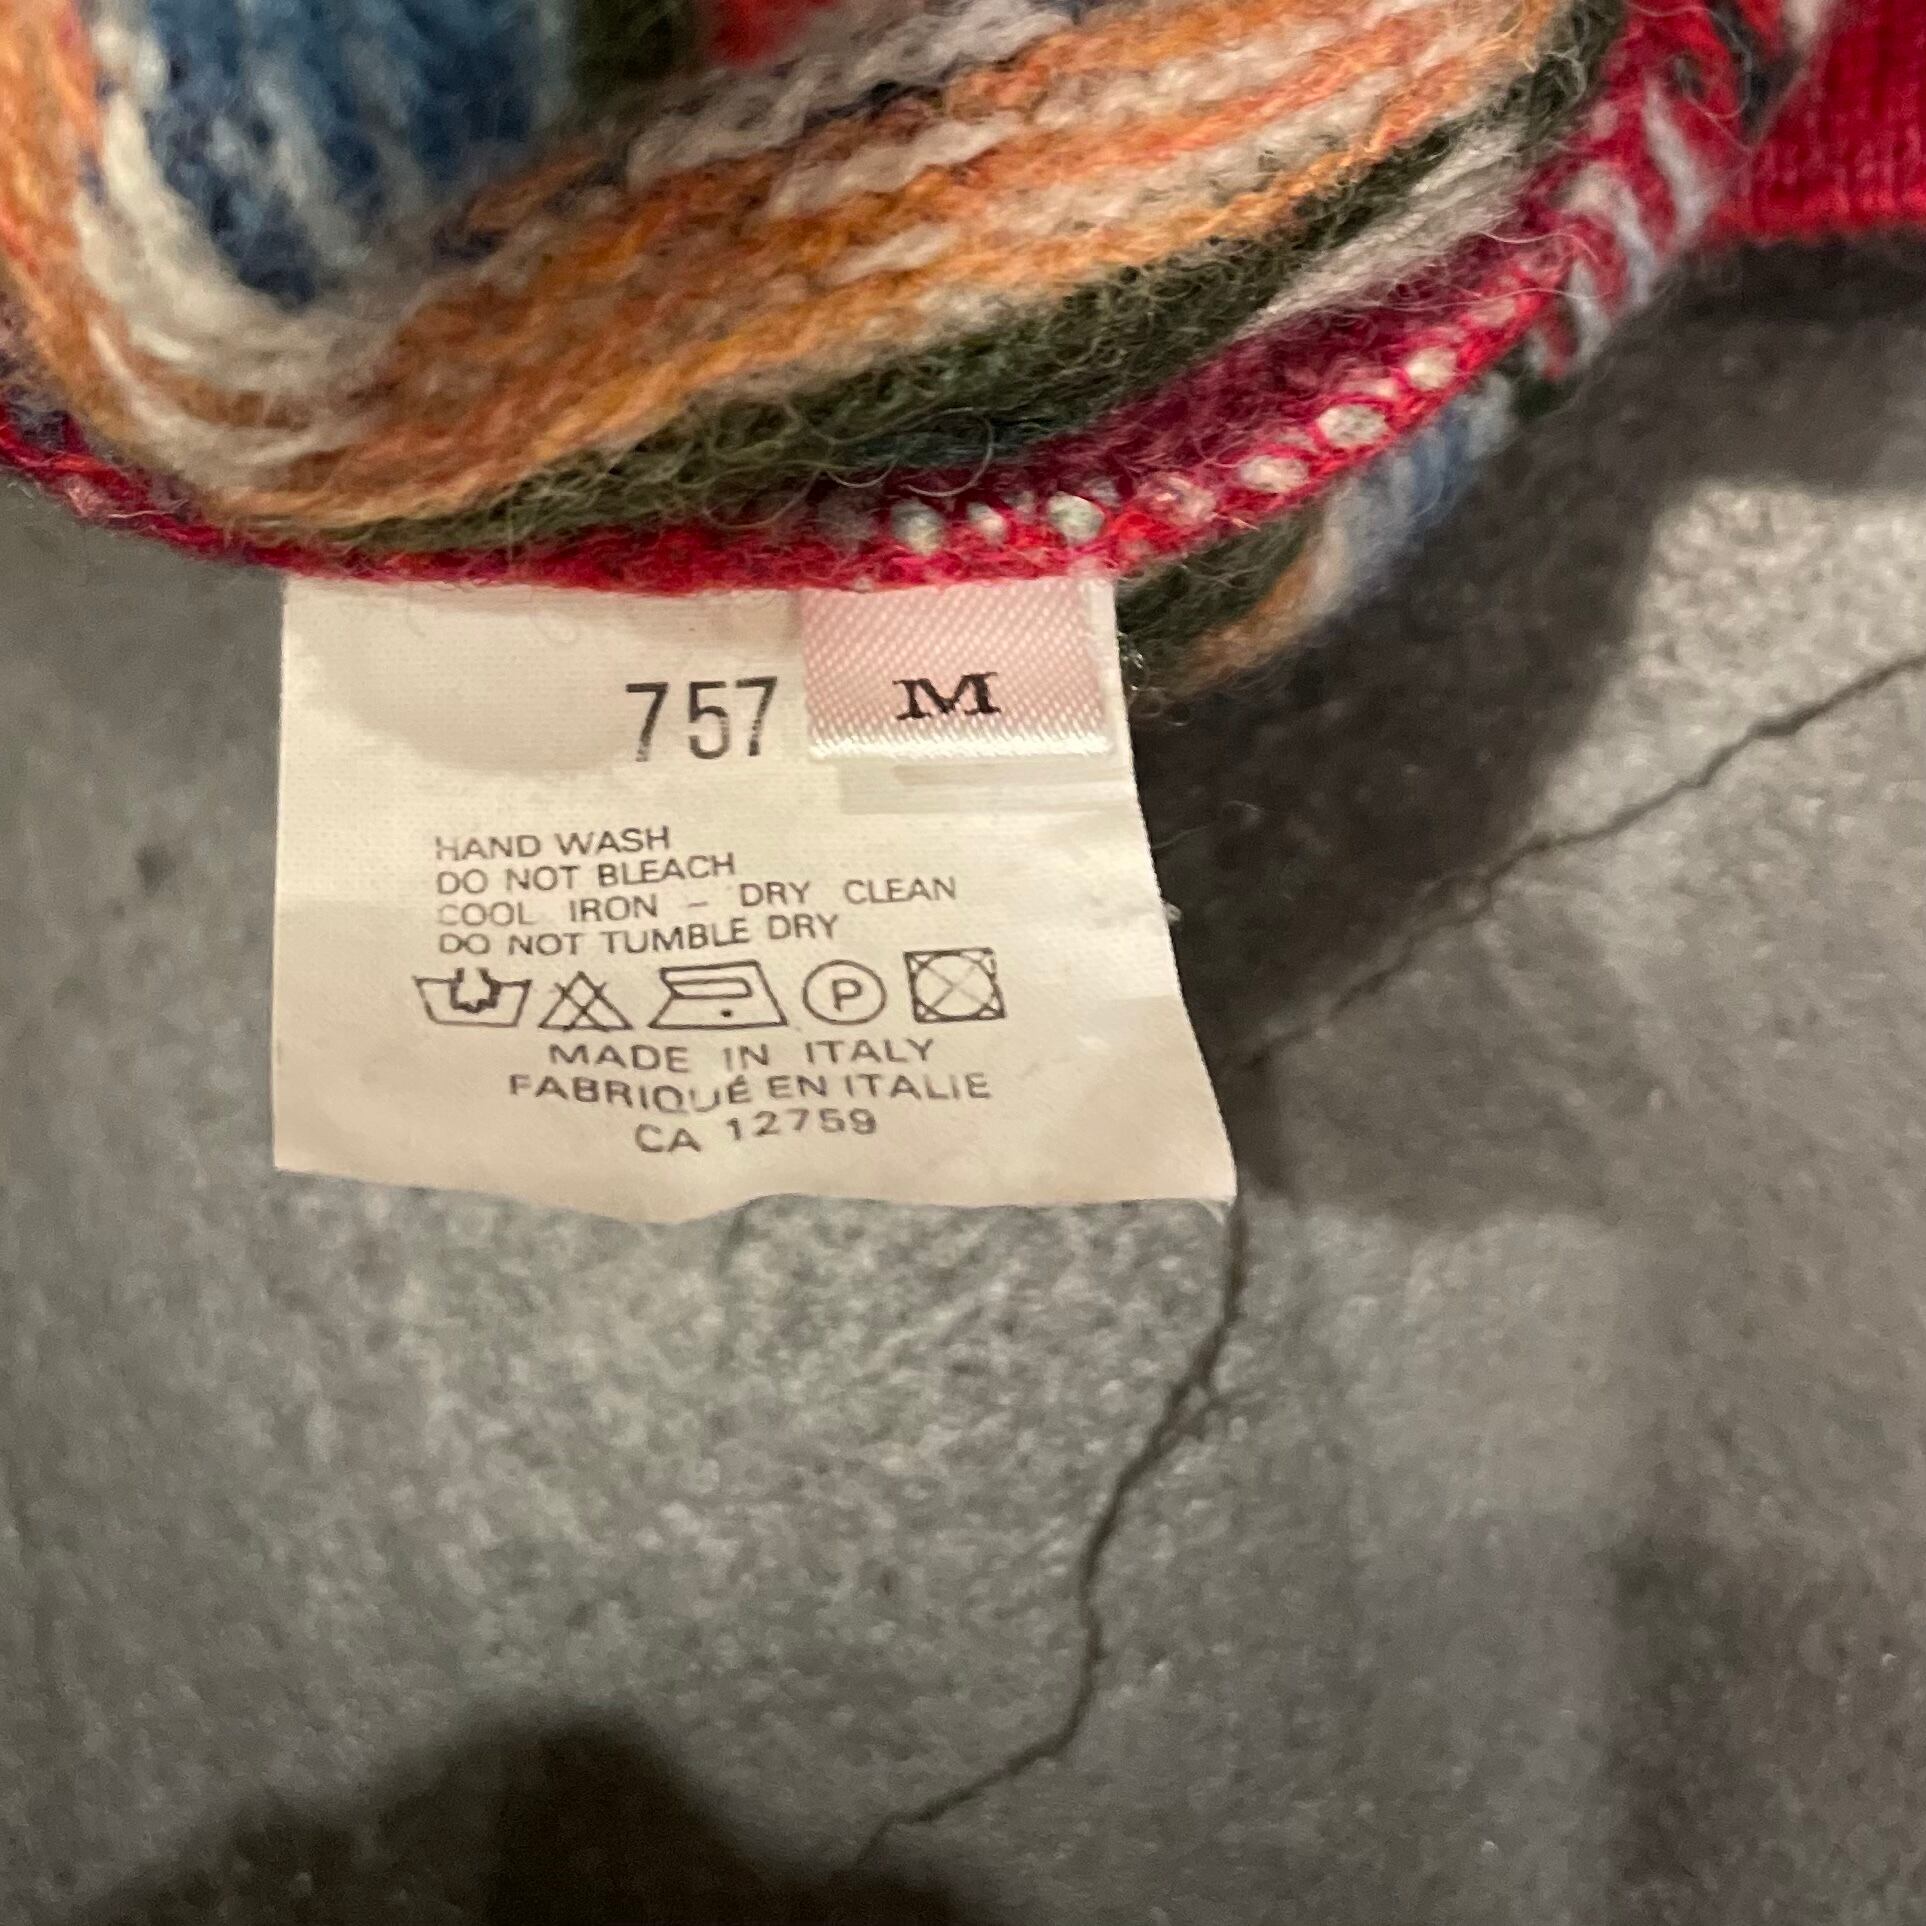 757
M
HAND WASH
DO NOT BLEACH
COOL IRON - DRY CLEAN
DO NOT TUMBLE DRY
P
MADE IN ITALY
FABRIQUÉ EN ITALIE
CA 12759